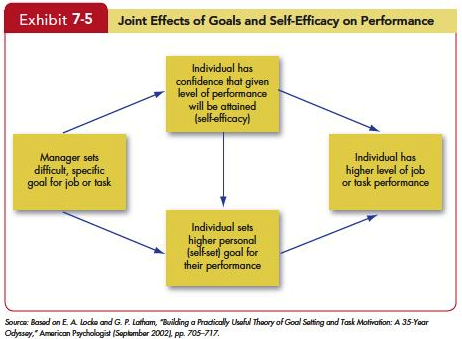 Exhibit 7-5 Joint Effects of Goals and Self-Efficacy on Performance
Individual has
confidence that given
level of performance
will be attained
(self-efficacy)
Manager sets
difficult, specific
goal for job or task
Individual has
higher level of job
or task performance
Individual sets
higher personal
(self-set) goal for
their performance
Source: Based on E. A. Locke and G. P. Latham, "Building a Practically Useful Theory of Goal Setting and Task Motivation: A 35-Year
Odyssey," American Psychologist (September 2002), pp. 705–717.